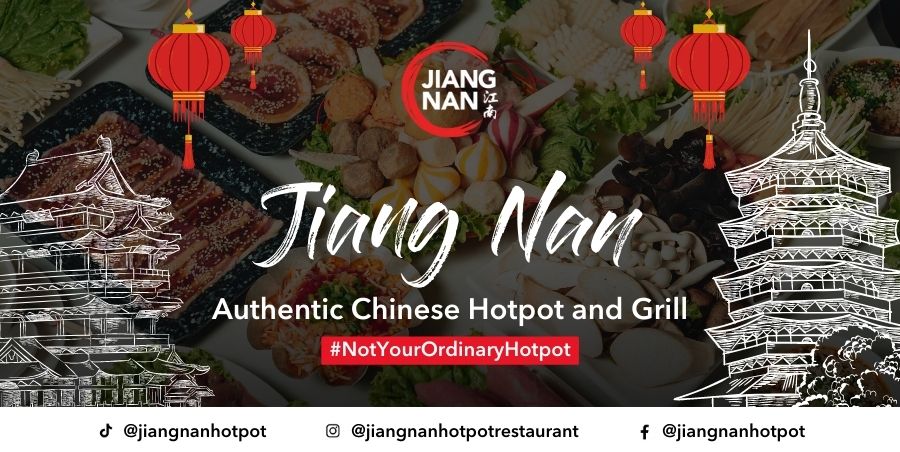 JIANG
NAN 江南
Jiang Nan
Authentic Chinese Hotpot and Grill
#NotYourOrdinaryHotpot
@jiangnanhotpot
@jiangnanhotpotrestaurant
@jiangnanhotpot